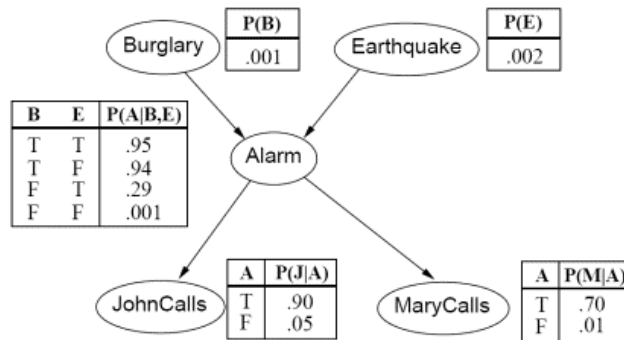 Burglary
P(B)
.001
Earthquake
P(E)
.002
B E P(A|B,E)
T T .95
T F .94
F T .29
F F .001
Alarm
JohnCalls
A P(J|A)
T .90
F .05
MaryCalls
A P(M|A)
T .70
F .01